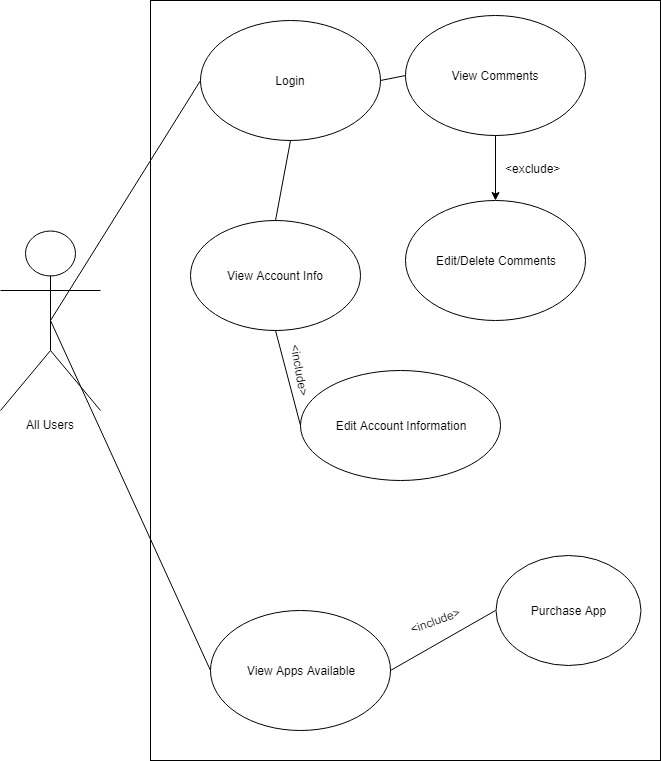 Login
View Comments
<exclude>
View Account Info
Edit/Delete Comments
<include>
All Users
Edit Account Information
<include>
Purchase App
View Apps Available